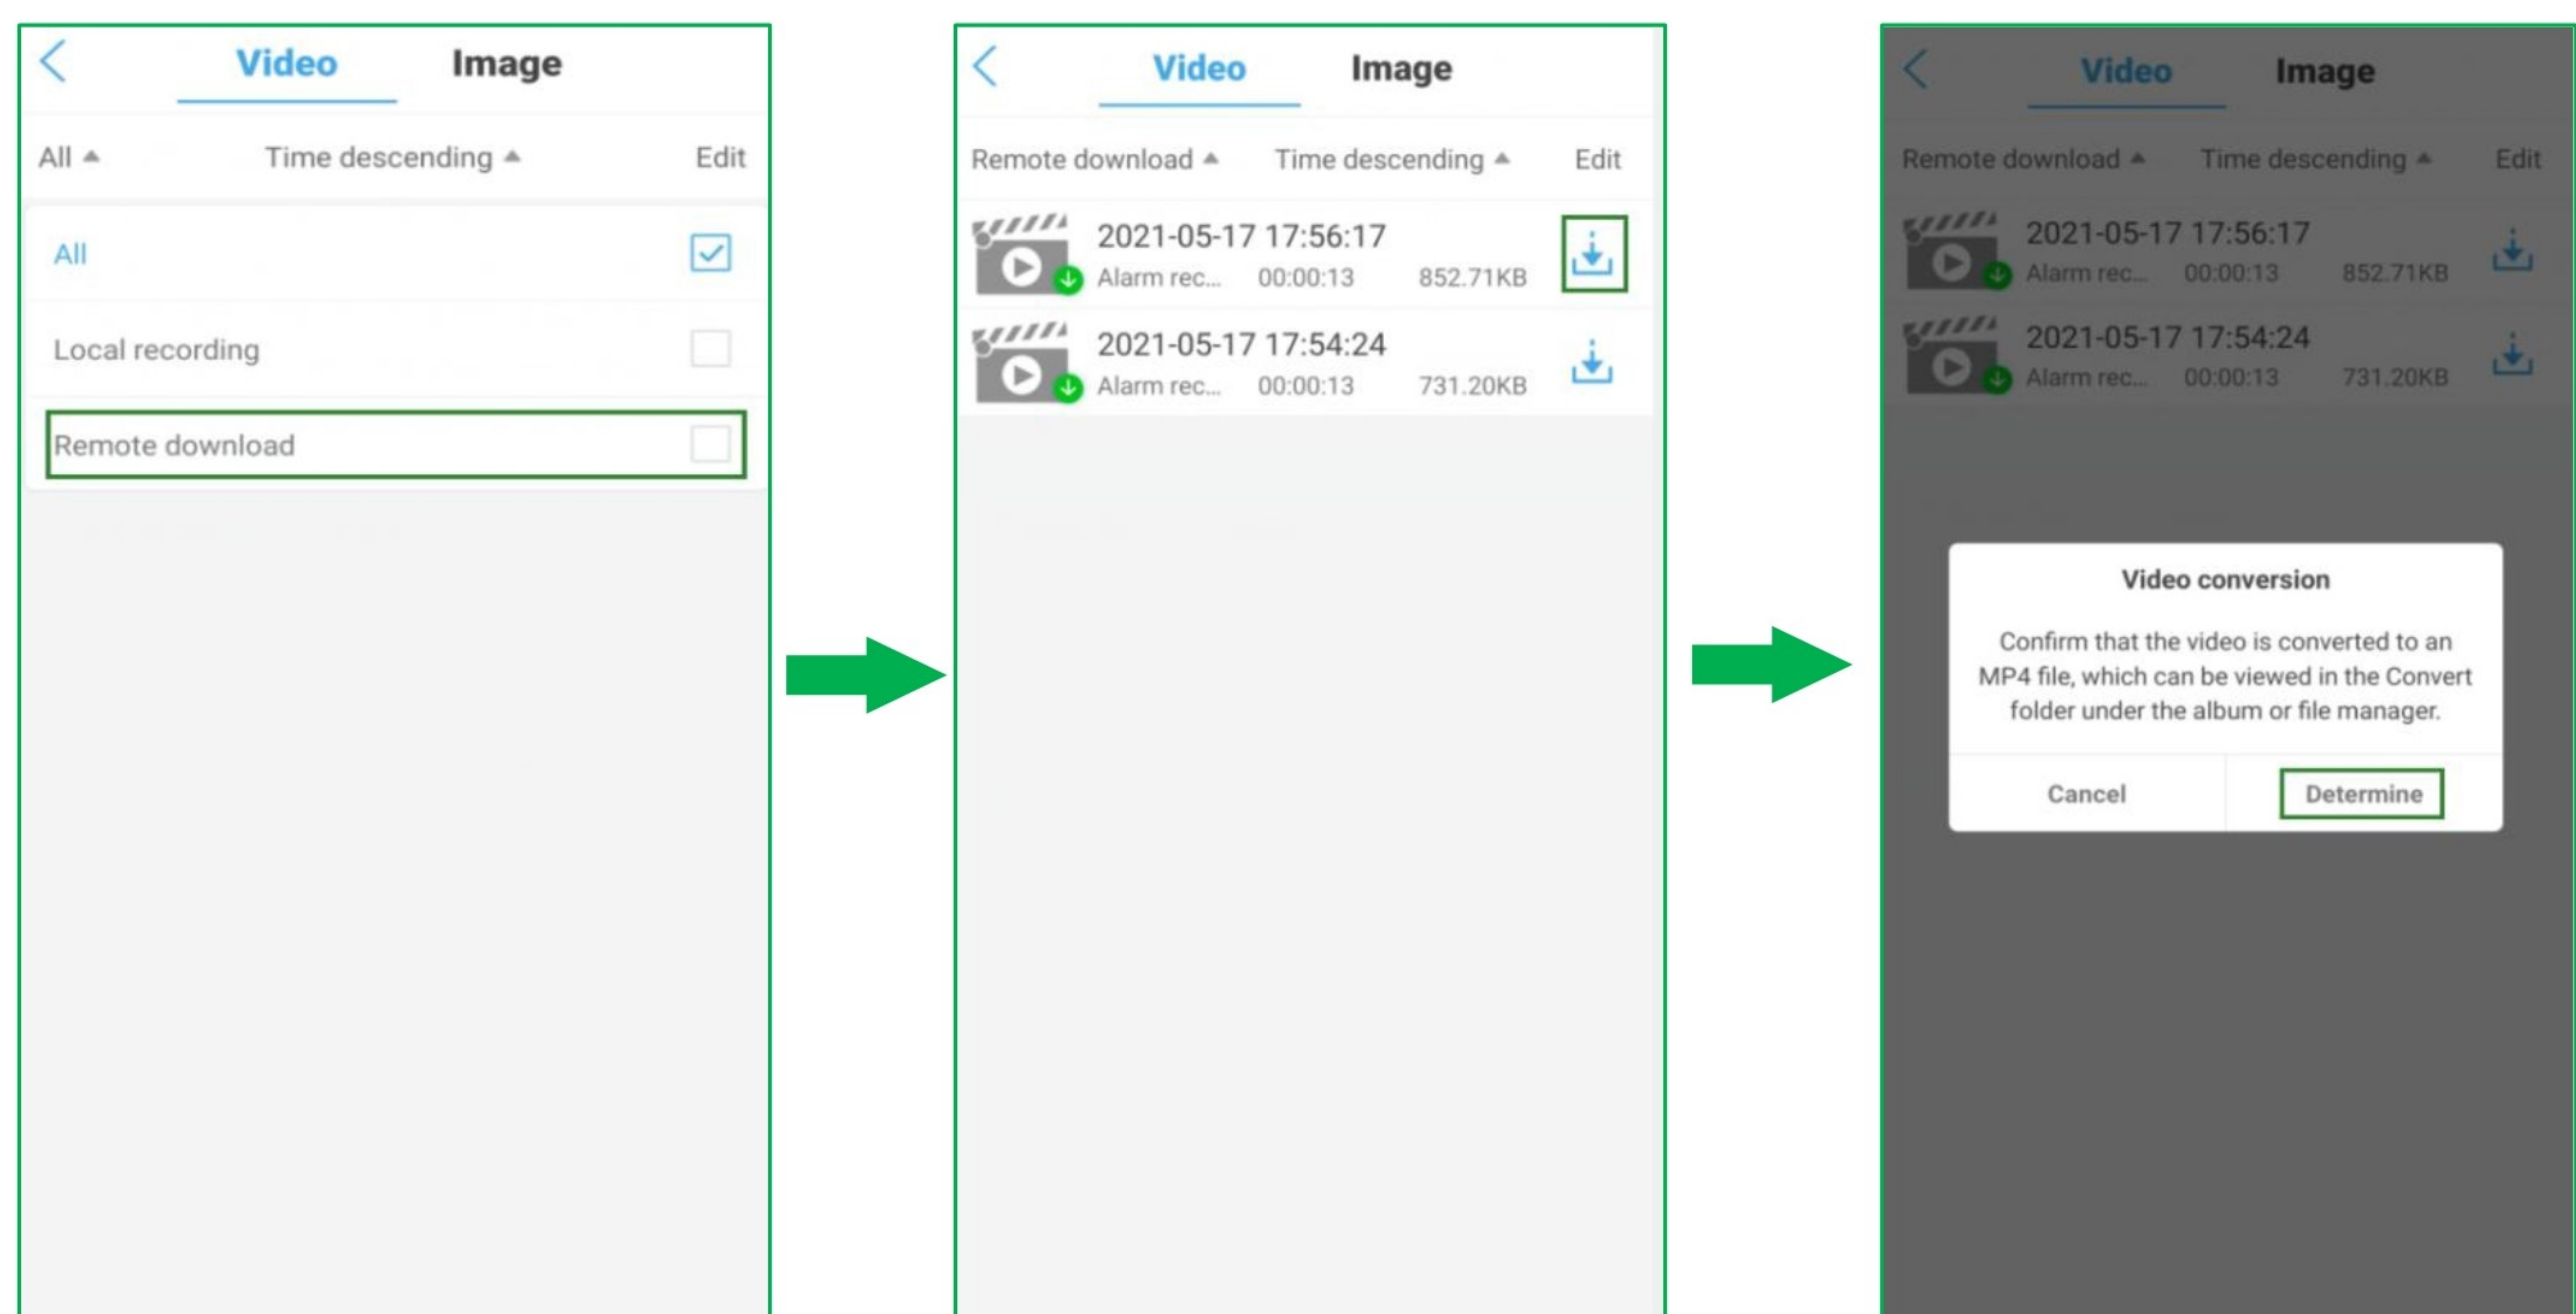 Video Image
All Time descending Edit
All
Local recording
Remote download
Video Image
Remote download Time descending Edit
2021-05-17 17:56:17
Alarm rec... 00:00:13 852.71KB
2021-05-17 17:54:24
Alarm rec... 00:00:13 731.20KB
Video Image
Remote download Time descending Edit
2021-05-17 17:56:17
Alarm rec... 00:00:13 852.71KB
2021-05-17 17:54:24
Alarm rec... 00:00:13 731.20KB
Video conversion
Confirm that the video is converted to an
MP4 file, which can be viewed in the Convert
folder under the album or file manager.
Cancel Determine